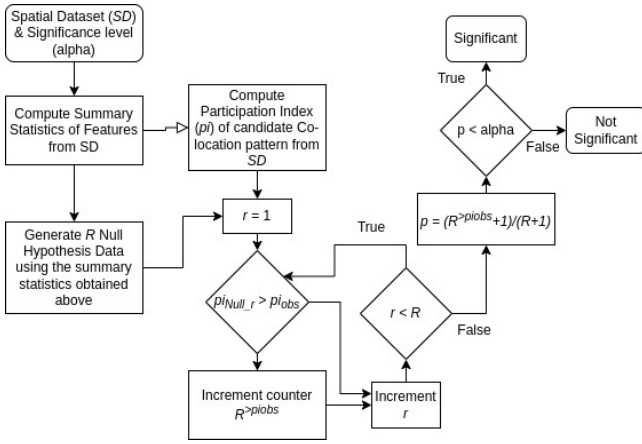 Spatial Dataset (SD)
& Significance level
(alpha)
Compute Summary
Statistics of Features
from SD
Generate R Null
Hypothesis Data
using the summary
statistics obtained
above
Compute
Participation Index
(pi) of candidate Co-
location pattern from
SD
r = 1
piNull_r > piobs
Increment counter
R>piobs
Increment
r
r < R
True
False
p = (R>piobs+1)/(R+1)
p < alpha
True
False
Significant
Not
Significant